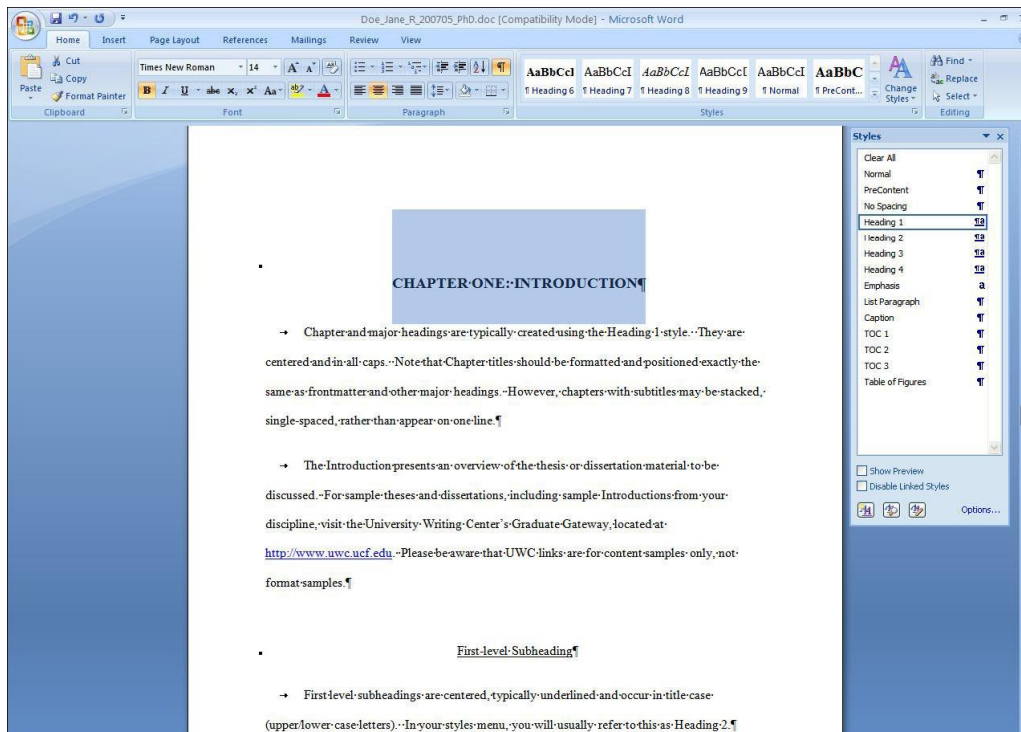 Doe_Jane_R_200705_PhD.doc [Compatibility Mode] - Microsoft Word
Home Insert Page Layout References Mailings Review View
Paste
Cut
Copy
Format Painter
Clipboard
Times New Roman 14
B I U abc x₂ x² Aa A
Font
Paragraph
AaBbCcI AaBbCcI AaBbCcI AaBbCcI AaBbCcI AaBbC
¶ Heading 6 ¶ Heading 7 ¶ Heading 8 ¶ Heading 9 ¶ Normal ¶ PreCont...
Change Styles
Styles
Find
Replace
Select
Editing
CHAPTER·ONE:·INTRODUCTION¶
→ Chapter·and·major·headings·are·typically·created·using·the·Heading·1·style.··They·are·
centered·and·in·all·caps.··Note·that·Chapter·titles·should·be·formatted·and·positioned·exactly·the·
same·as·frontmatter·and·other·major·headings.··However,·chapters·with·subtitles·may·be·stacked,·
single-spaced,·rather·than·appear·on·one·line.¶
→ The·Introduction·presents·an·overview·of·the·thesis·or·dissertation·material·to·be·
discussed.··For·sample·theses·and·dissertations,·including·sample·Introductions·from·your·
discipline,·visit·the·University·Writing·Center's·Graduate·Gateway,·located·at·
http://www.uwc.ucf.edu.··Please·be·aware·that·UWC·links·are·for·content·samples·only,·not·
format·samples.¶
First-level·Subheading¶
→ First-level·subheadings·are·centered,·typically·underlined·and·occur·in·title·case·
(upper/lower·case·letters).··In·your·styles·menu,·you·will·usually·refer·to·this·as·Heading·2.¶
Styles
Clear All
Normal ¶
PreContent ¶
No Spacing ¶
Heading 1 ¶a
Heading 2 ¶a
Heading 3 ¶a
Heading 4 ¶a
Emphasis a
List Paragraph ¶
Caption ¶
TOC 1 ¶
TOC 2 ¶
TOC 3 ¶
Table of Figures ¶
Show Preview
Disable Linked Styles
Options...